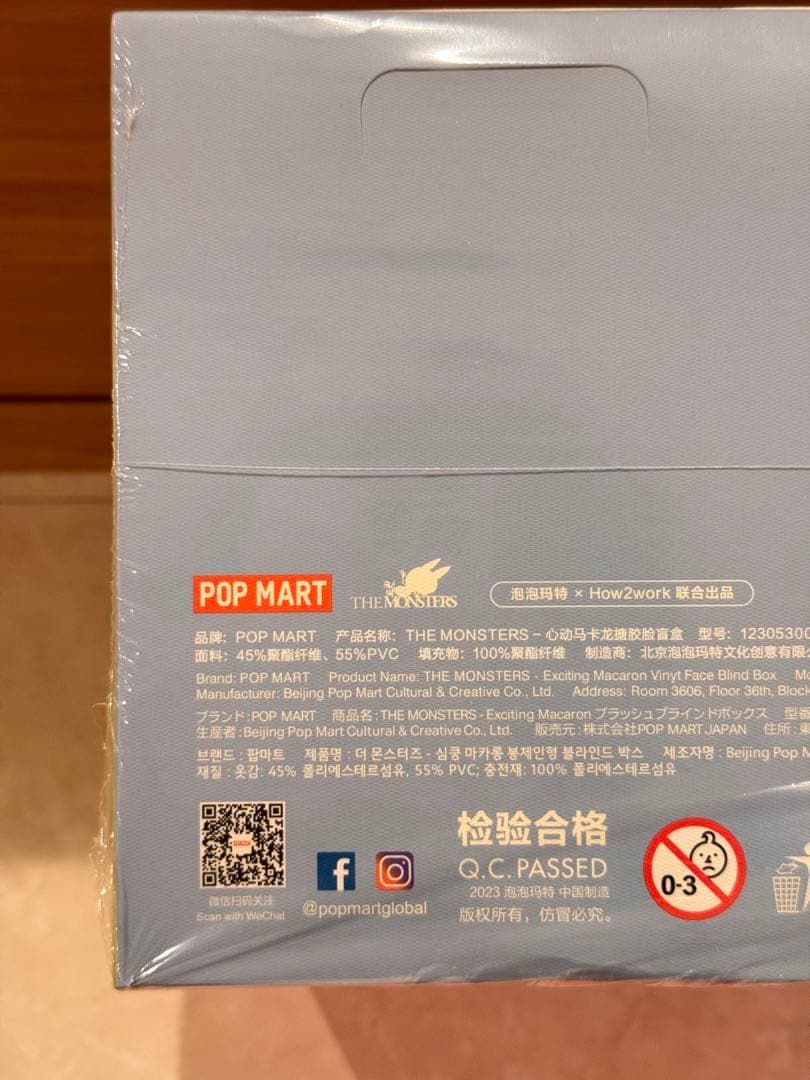 POP MART
THE MONSTERS
泡泡玛特 × How2work 联合出品
品牌: POP MART 产品名称: THE MONSTERS – 心动马卡龙搪胶脸盲盒 型号: 12305300
面料: 45%聚酯纤维、55%PVC 填充物: 100%聚酯纤维 制造商: 北京泡泡玛特文化创意有限公
Brand: POP MART Product Name: THE MONSTERS - Exciting Macaron Vinyt Face Blind Box Mo
Manufacturer: Beijing Pop Mart Cultural & Creative Co., Ltd. Address: Room 3606, Floor 36th, Block
ブランド:POP MART 商品名:THE MONSTERS - Exciting Macaron ブラッシュブラインドボックス 型番
生産者:Beijing Pop Mart Cultural & Creative Co., Ltd. 販売元:株式会社POP MART JAPAN 住所:東
브랜드 : 팝마트 제품명 : 더 몬스터즈 - 심쿵 마카롱 봉제인형 블라인드 박스 제조자명 : Beijing Pop M
재질 : 옷감: 45% 폴리에스테르섬유, 55% PVC; 충전재: 100% 폴리에스테르섬유
POP MART
微信扫码关注
Scan with WeChat
f
@popmartglobal
检验合格
Q.C.PASSED
2023 泡泡玛特 中国制造
版权所有，仿冒必究。
0-3